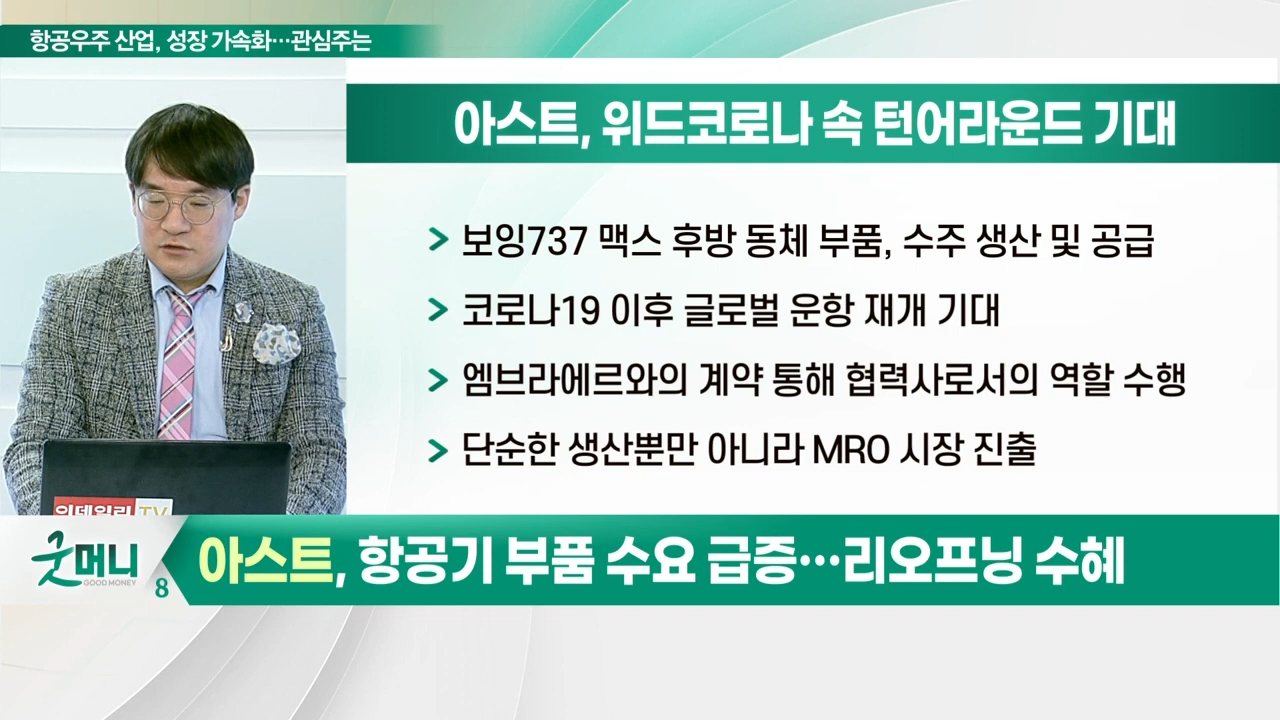 항공우주 산업, 성장 가속화…관심주는
아스트, 위드코로나 속 턴어라운드 기대
> 보잉737 맥스 후방 동체 부품, 수주 생산 및 공급
> 코로나19 이후 글로벌 운항 재개 기대
> 엠브라에르와의 계약 통해 협력사로서의 역할 수행
> 단순한 생산뿐만 아니라 MRO 시장 진출
이데일리 TV
굿머니
GOOD MONEY
8
아스트, 항공기 부품 수요 급증…리오프닝 수혜